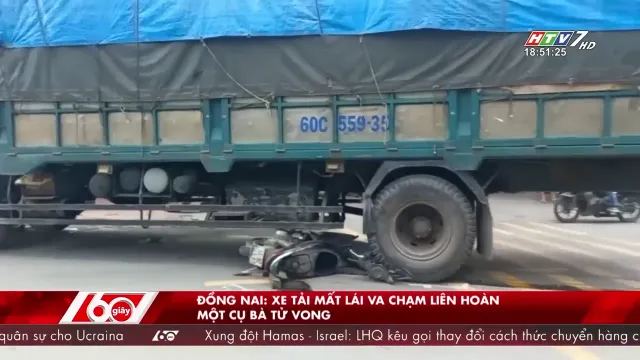 HTV7 HD
18:51:25
60C 559-35
60 giây
ĐỒNG NAI: XE TẢI MẤT LÁI VA CHẠM LIÊN HOÀN
MỘT CỤ BÀ TỬ VONG
quân sự cho Ucraina Xung đột Hamas - Israel: LHQ kêu gọi thay đổi cách thức chuyển hàng c